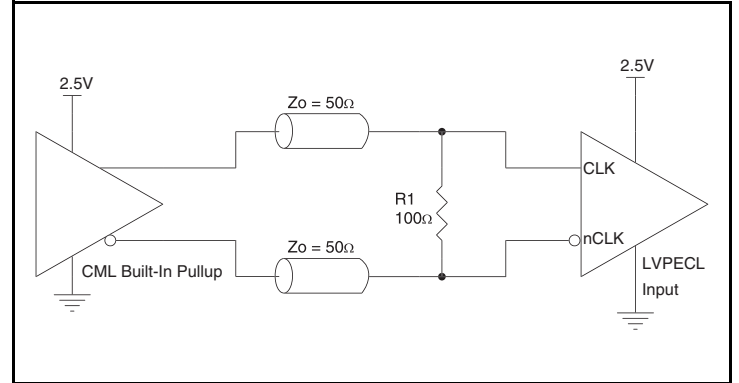 2.5V
2.5V
Zo = 50Ω
CLK
R1
100Ω
nCLK
Zo = 50Ω
CML Built-In Pullup
LVPECL
Input